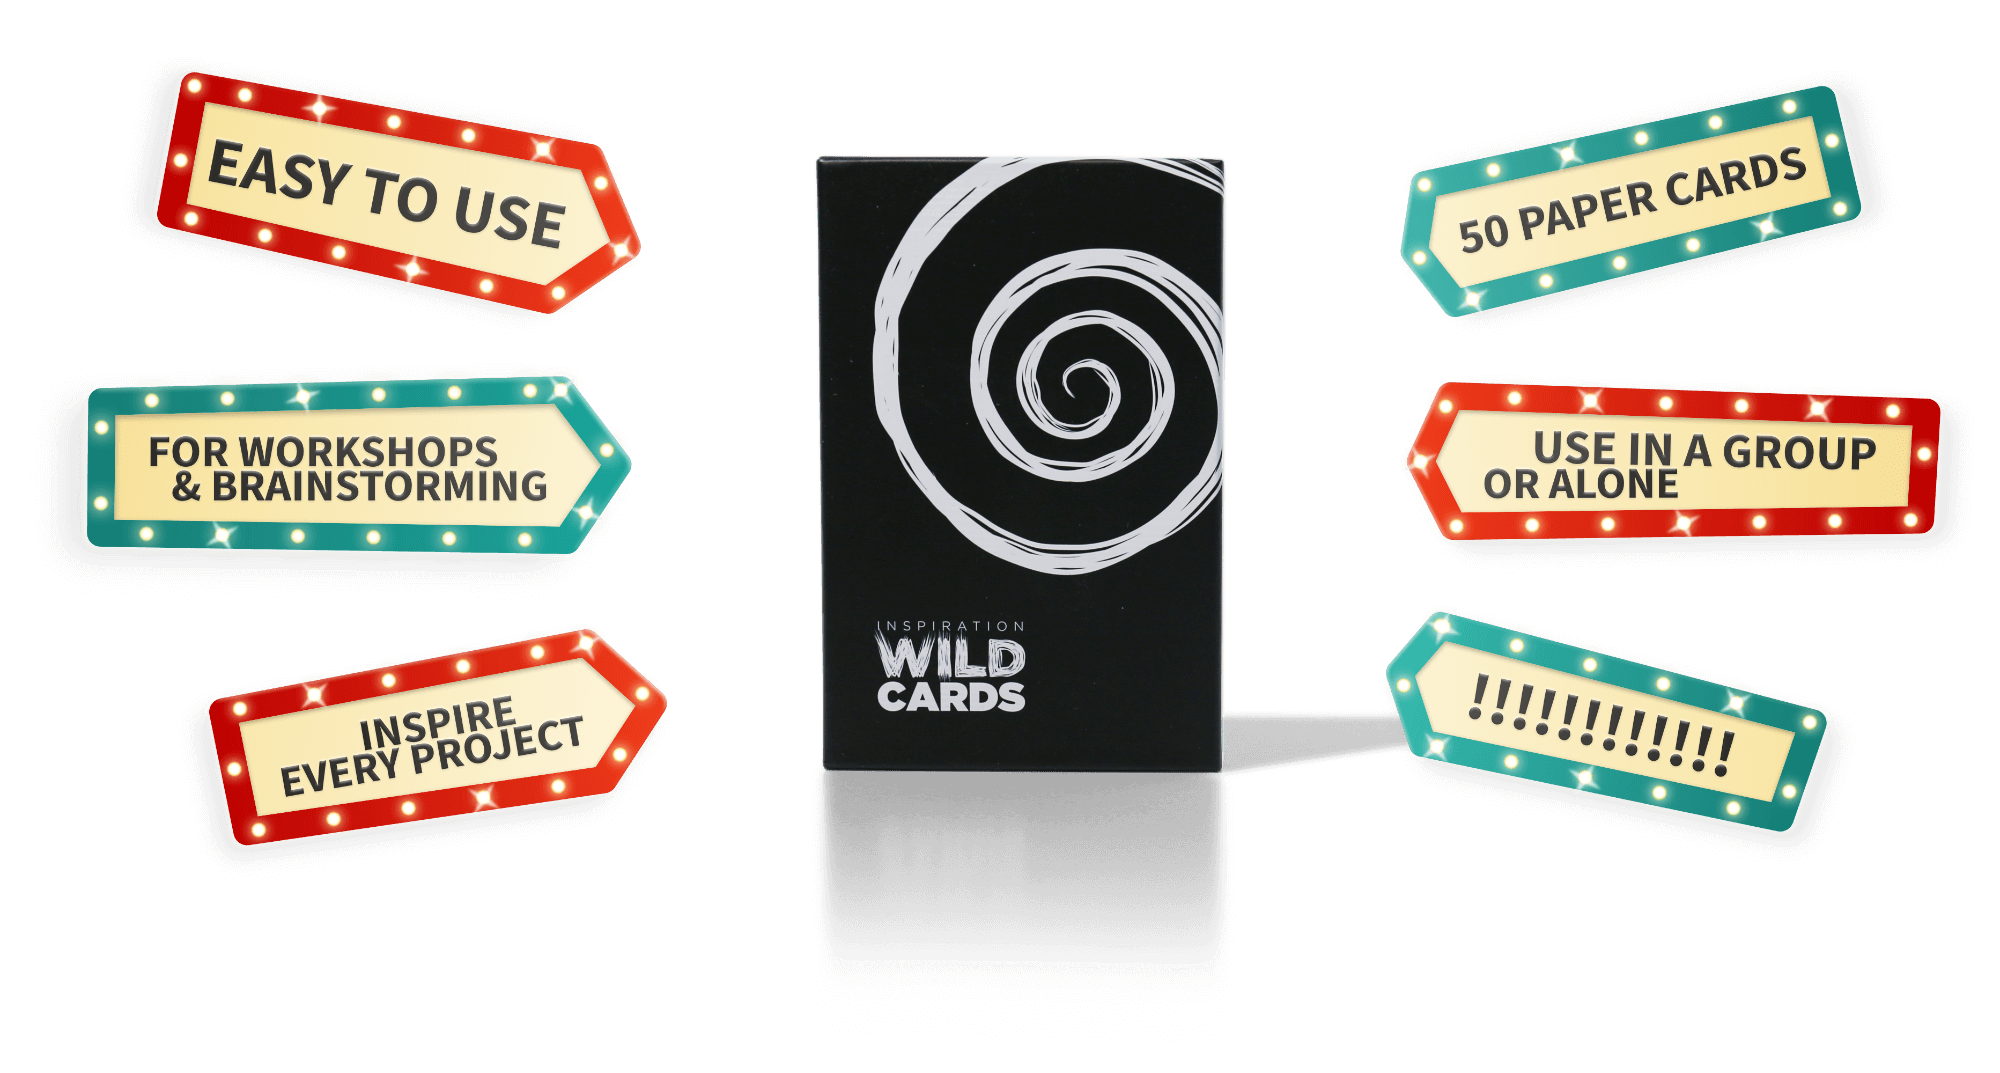 EASY TO USE
FOR WORKSHOPS
& BRAINSTORMING
INSPIRE
EVERY PROJECT
INSPIRATION
WILD
CARDS
50 PAPER CARDS
USE IN A GROUP
OR ALONE
!!!!!!!!!!!!